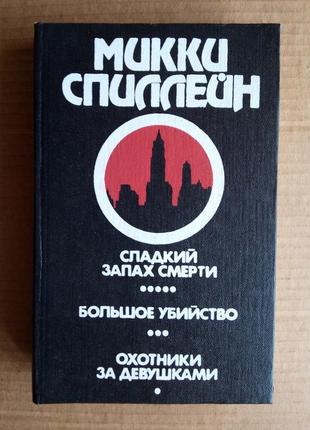 МИККИ
СПИЛЛЕЙН
СЛАДКИЙ
ЗАПАХ СМЕРТИ
•••••
БОЛЬШОЕ УБИЙСТВО
•••
ОХОТНИКИ
ЗА ДЕВУШКАМИ
•